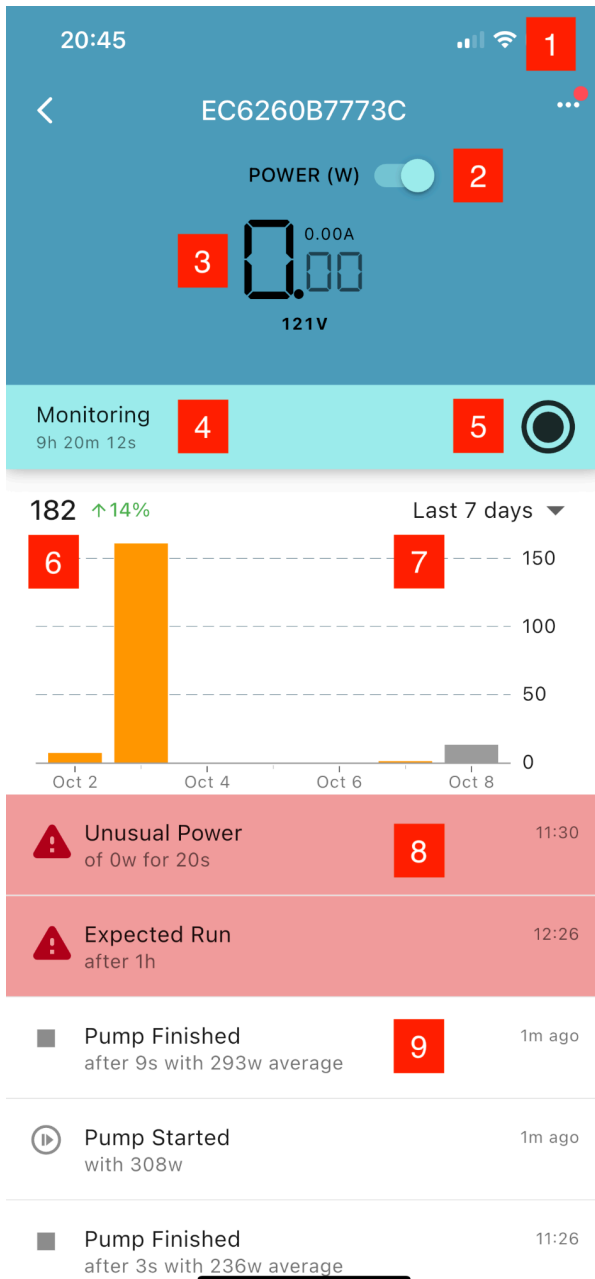 20:45
1
EC6260B7773C
POWER (W)
2
3
0.00
0.00A
121V
Monitoring
9h 20m 12s
4
5
182 ↑14%
Last 7 days
6
7
150
100
50
0
Oct 2
Oct 4
Oct 6
Oct 8
Unusual Power
of 0w for 20s
8
11:30
Expected Run
after 1h
12:26
Pump Finished
after 9s with 293w average
9
1m ago
Pump Started
with 308w
1m ago
Pump Finished
after 3s with 236w average
11:26